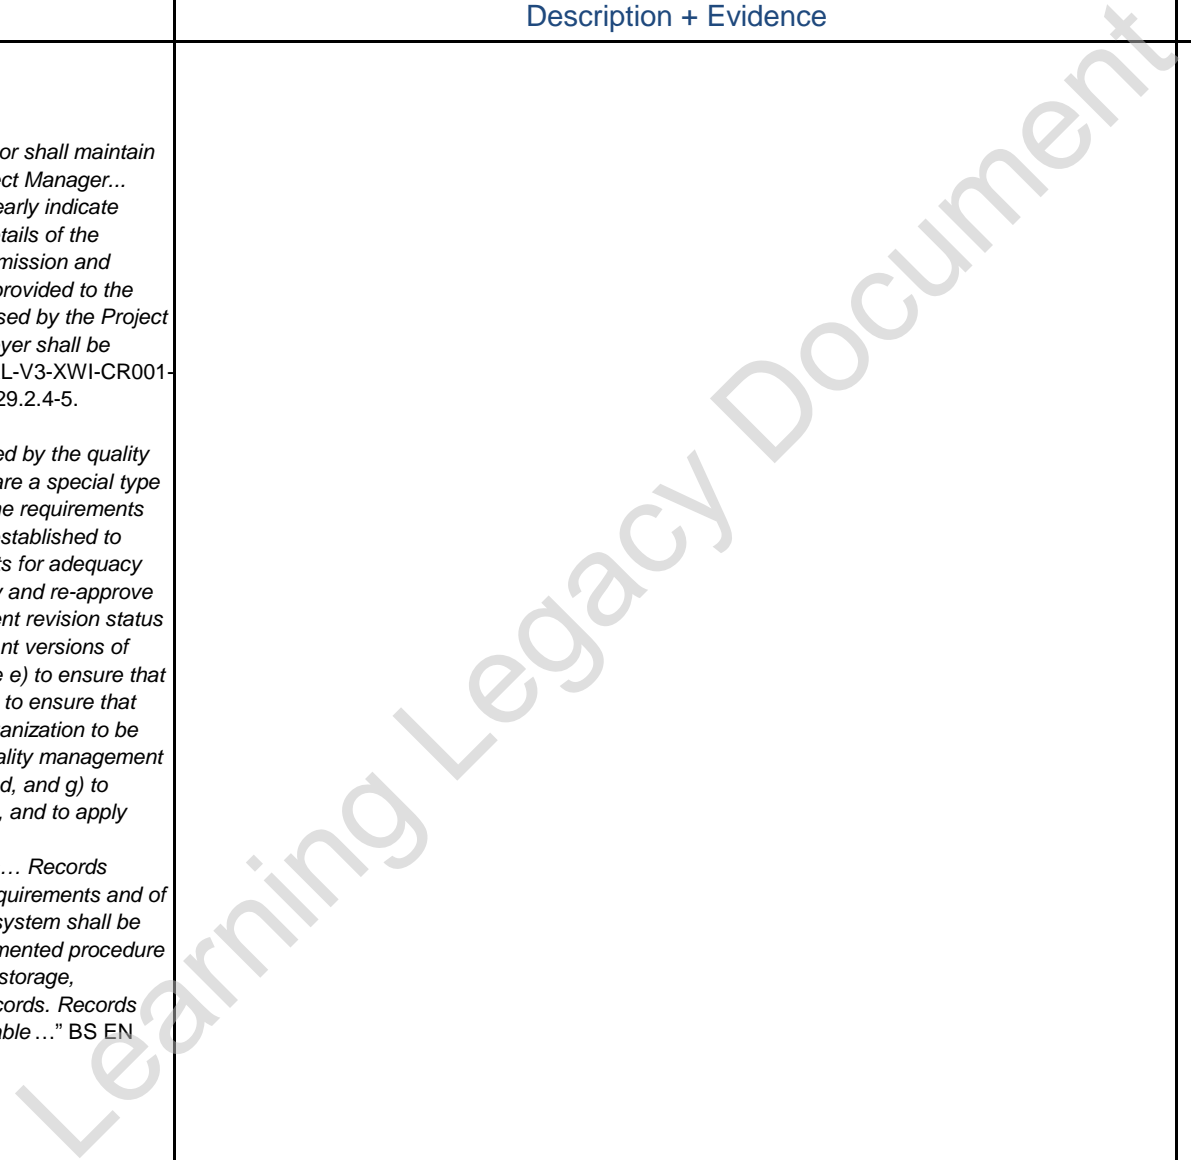 Description + Evidence
or shall maintain
ect Manager...
early indicate
tails of the
mission and
provided to the
sed by the Project
yer shall be
L-V3-XWI-CR001-
29.2.4-5.
ed by the quality
are a special type
he requirements
established to
ts for adequacy
y and re-approve
ent revision status
nt versions of
e e) to ensure that
to ensure that
anization to be
ality management
d, and g) to
, and to apply
… Records
quirements and of
system shall be
mented procedure
storage,
cords. Records
able …” BS EN
Learning Legacy Document